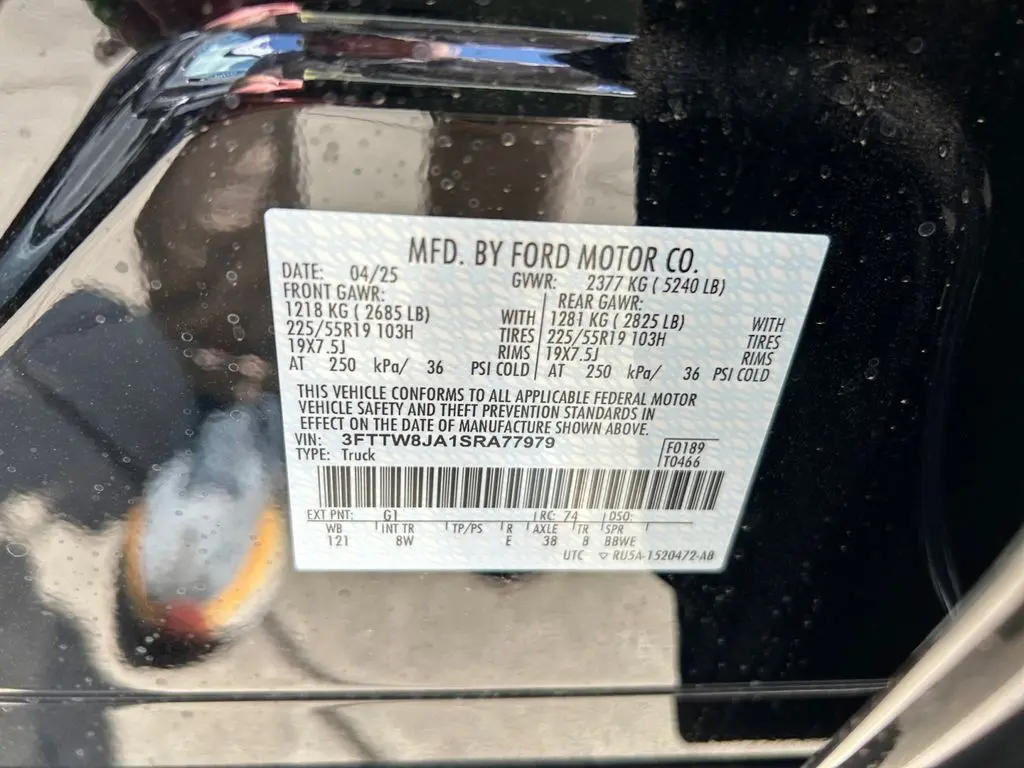 MFD. BY FORD MOTOR CO.
DATE: 04/25 GVWR: 2377 KG ( 5240 LB)
FRONT GAWR: REAR GAWR:
1218 KG ( 2685 LB) WITH 1281 KG ( 2825 LB) WITH
225/55R19 103H TIRES 225/55R19 103H TIRES
19X7.5J RIMS 19X7.5J RIMS
AT 250 kPa/ 36 PSI COLD AT 250 kPa/ 36 PSI COLD
THIS VEHICLE CONFORMS TO ALL APPLICABLE FEDERAL MOTOR
VEHICLE SAFETY AND THEFT PREVENTION STANDARDS IN
EFFECT ON THE DATE OF MANUFACTURE SHOWN ABOVE.
VIN: 3FTTW8JA1SRA77979
TYPE: Truck
F0189
T0466
EXT PNT: G1 RC: 74 DSO:
WB INT TR TP/PS R AXLE TR SPR
121 8W E 38 8 BBWE
UTC ▽ RU5A-1520472-AB